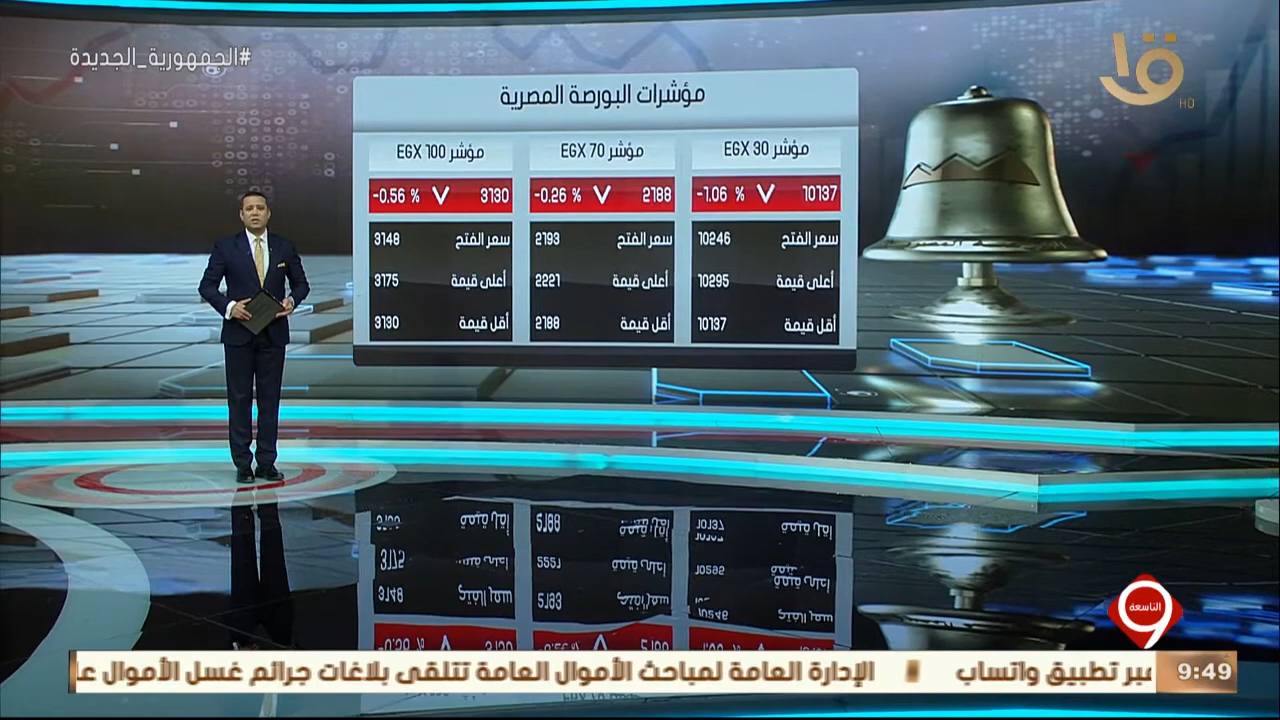 #الجمهورية_الجديدة
HD
مؤشرات البورصة المصرية
مؤشر EGX 30
10137 % -1.06
سعر الفتح 10246
أعلى قيمة 10295
أقل قيمة 10137
مؤشر EGX 70
2188 % -0.26
سعر الفتح 2193
أعلى قيمة 2221
أقل قيمة 2188
مؤشر EGX 100
3130 % -0.56
سعر الفتح 3148
أعلى قيمة 3175
أقل قيمة 3130
التاسعة
9
9:49 عبر تطبيق واتساب الإدارة العامة لمباحث الأموال العامة تتلقى بلاغات جرائم غسل الأموال